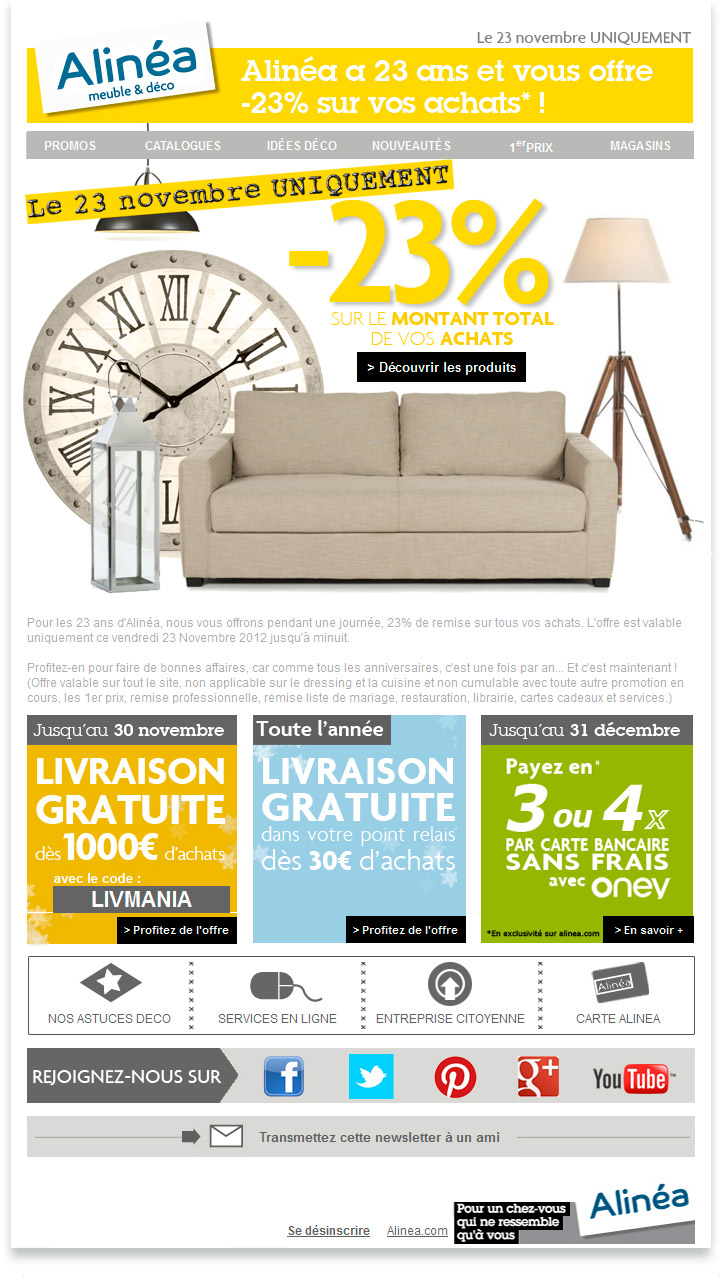 Le 23 novembre UNIQUEMENT
Alinéa
meuble & déco
Alinéa a 23 ans et vous offre
-23% sur vos achats* !
PROMOS CATALOGUES IDÉES DÉCO NOUVEAUTÉS 1erPRIX MAGASINS
Le 23 novembre UNIQUEMENT
-23%
SUR LE MONTANT TOTAL
DE VOS ACHATS
> Découvrir les produits
Pour les 23 ans d'Alinéa, nous vous offrons pendant une journée, 23% de remise sur tous vos achats. L'offre est valable
uniquement ce vendredi 23 Novembre 2012 jusqu'à minuit.
Profitez-en pour faire de bonnes affaires, car comme tous les anniversaires, c'est une fois par an... Et c'est maintenant !
(Offre valable sur tout le site, non applicable sur le dressing et la cuisine et non cumulable avec toute autre promotion en
cours, les 1er prix, remise professionnelle, remise liste de mariage, restauration, librairie, cartes cadeaux et services.)
Jusqu'au 30 novembre
LIVRAISON
GRATUITE
dès 1000€ d'achats
avec le code :
LIVMANIA
> Profitez de l'offre
Toute l'année
LIVRAISON
GRATUITE
dans votre point relais
dès 30€ d'achats
> Profitez de l'offre
Jusqu'au 31 décembre
Payez en*
3 ou 4x
PAR CARTE BANCAIRE
SANS FRAIS
avec oney
*En exclusivité sur alinea.com
> En savoir +
Alinéa
NOS ASTUCES DECO SERVICES EN LIGNE ENTREPRISE CITOYENNE CARTE ALINEA
REJOIGNEZ-NOUS SUR
You Tube™
Transmettez cette newsletter à un ami
Se désinscrire Alinea.com
Pour un chez-vous
qui ne ressemble
qu'à vous
Alinéa